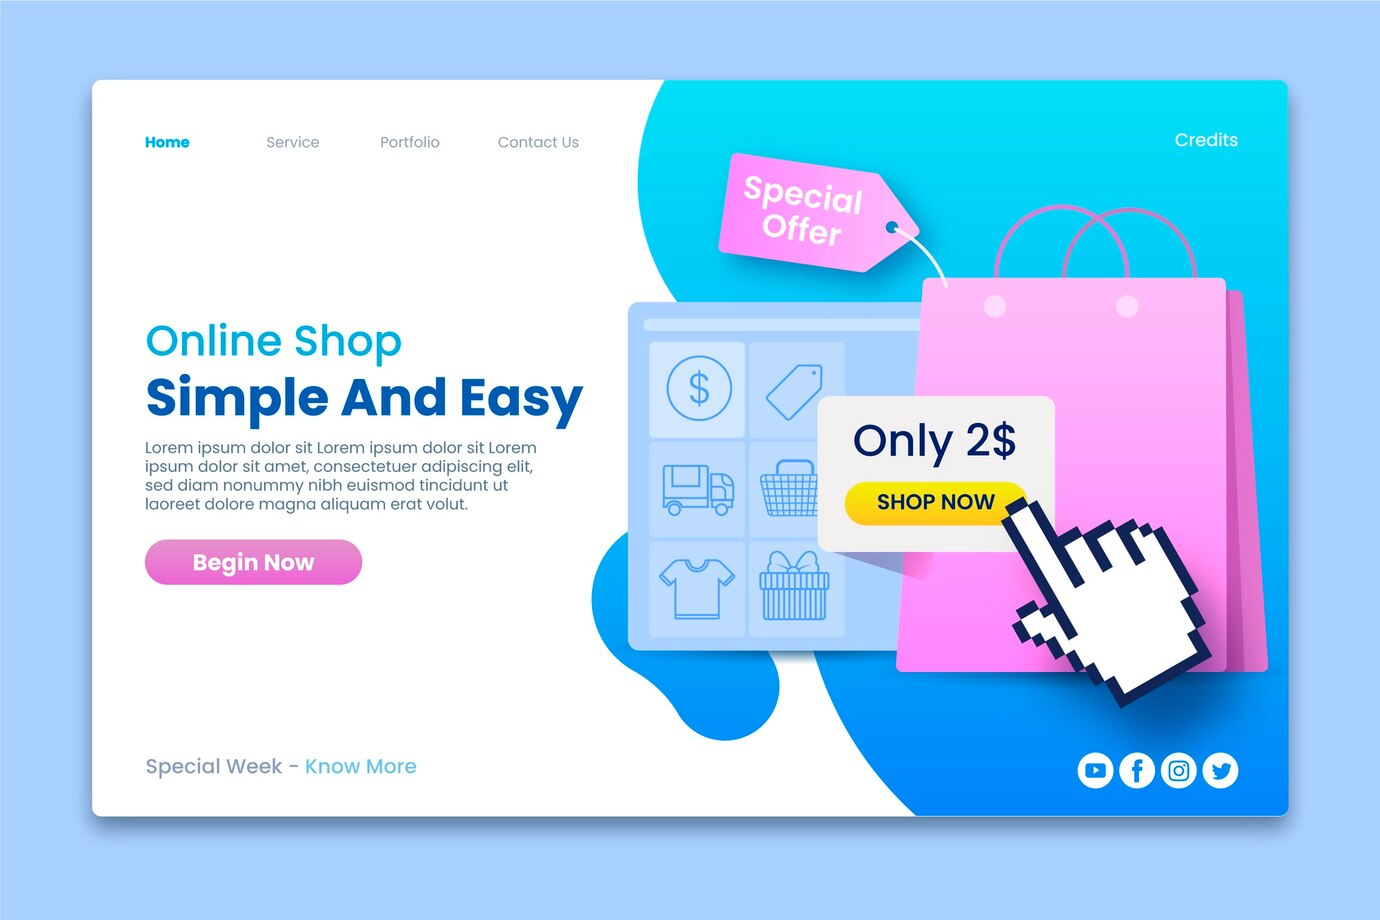 Home
Service
Portfolio
Contact Us
Credits
Special
Offer
Online Shop
Simple And Easy
Lorem ipsum dolor sit Lorem ipsum dolor sit Lorem
ipsum dolor sit amet, consectetuer adipiscing elit,
sed diam nonummy nibh euismod tincidunt ut
laoreet dolore magna aliquam erat volut.
Begin Now
$
Only 2$
SHOP NOW
Special Week - Know More